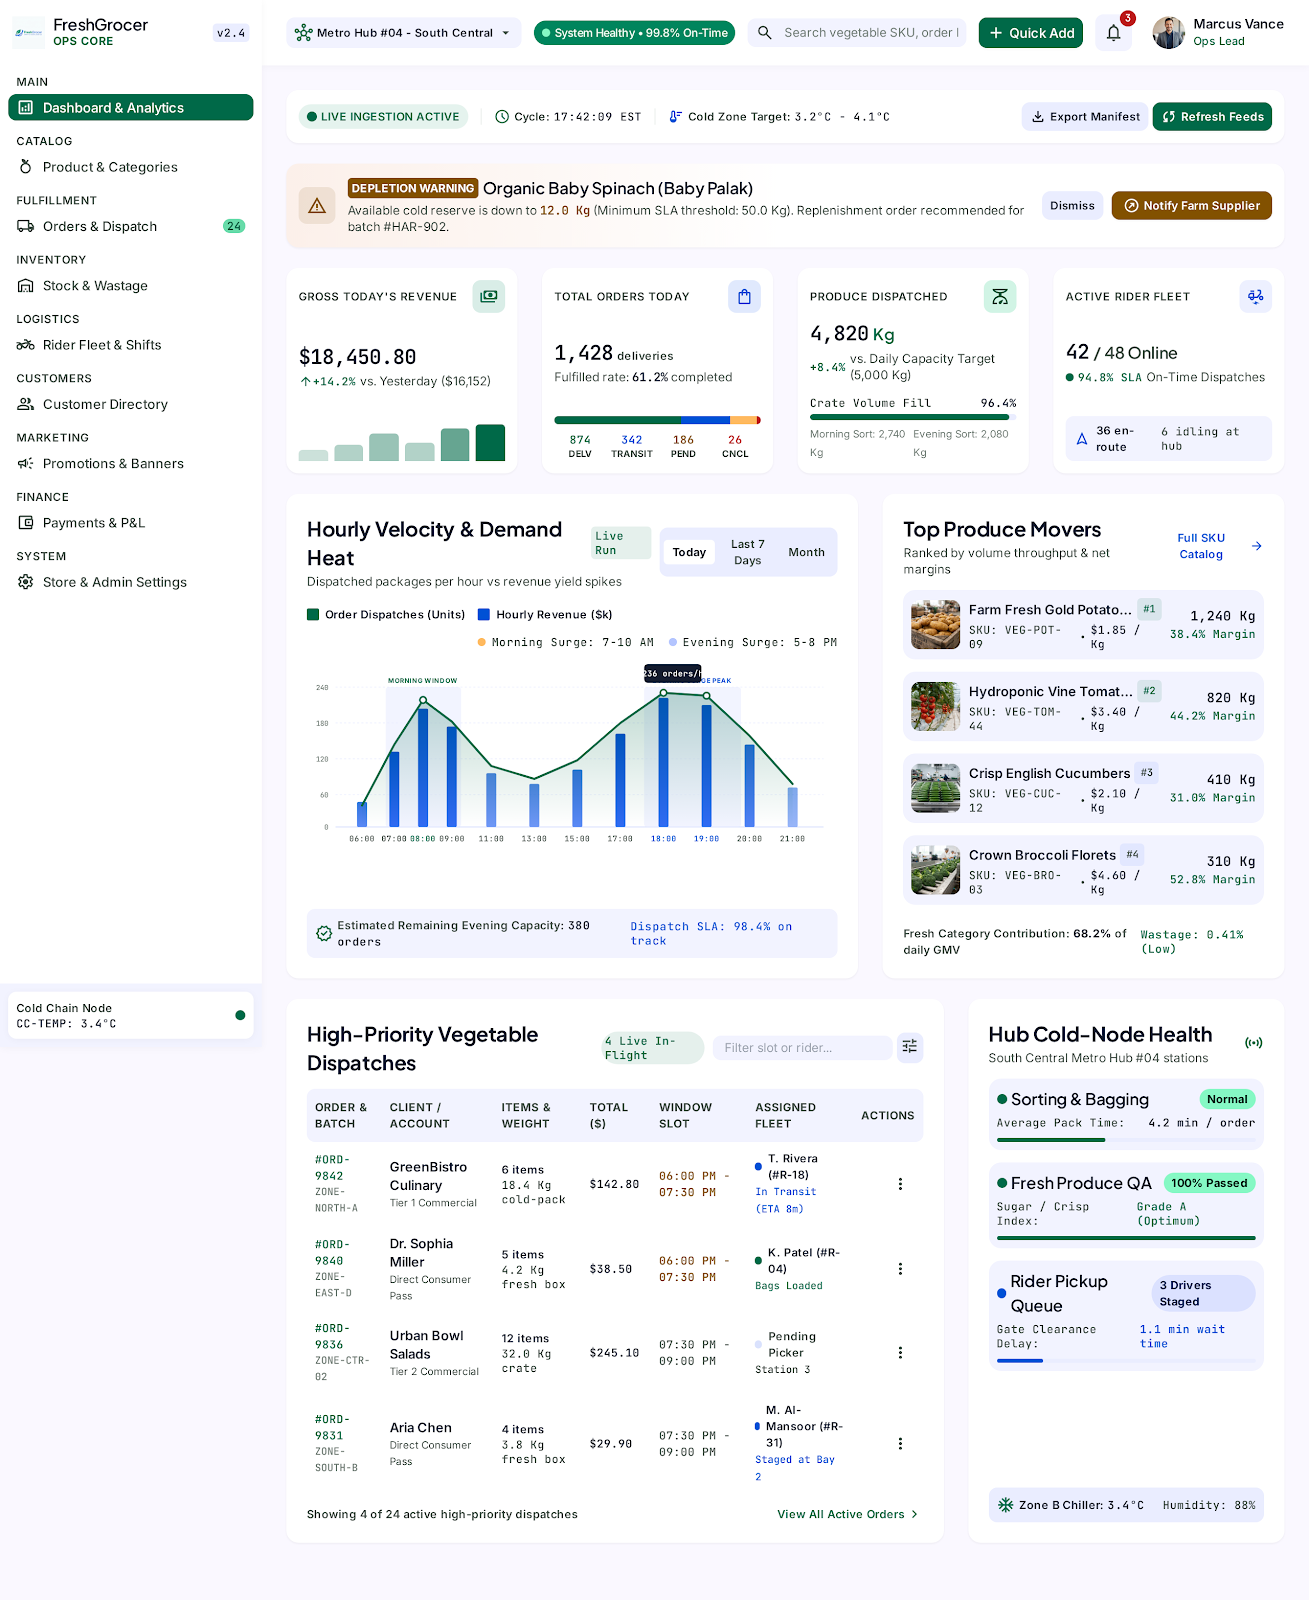 FreshGrocer
OPS CORE
v2.4
Metro Hub #04 - South Central
System Healthy • 99.8% On-Time
Search vegetable SKU, order I
Quick Add
3
Marcus Vance
Ops Lead
MAIN
Dashboard & Analytics
CATALOG
Product & Categories
FULFILLMENT
Orders & Dispatch
24
INVENTORY
Stock & Wastage
LOGISTICS
Rider Fleet & Shifts
CUSTOMERS
Customer Directory
MARKETING
Promotions & Banners
FINANCE
Payments & P&L
SYSTEM
Store & Admin Settings
Cold Chain Node
CC-TEMP: 3.4°C
LIVE INGESTION ACTIVE
Cycle: 17:42:09 EST
Cold Zone Target: 3.2°C - 4.1°C
Export Manifest
Refresh Feeds
DEPLETION WARNING Organic Baby Spinach (Baby Palak)
Available cold reserve is down to 12.0 Kg (Minimum SLA threshold: 50.0 Kg). Replenishment order recommended for
batch #HAR-902.
Dismiss
Notify Farm Supplier
GROSS TODAY'S REVENUE
$18,450.80
+14.2% vs. Yesterday ($16,152)
TOTAL ORDERS TODAY
1,428 deliveries
Fulfilled rate: 61.2% completed
874 342 186 26
DELV TRANSIT PEND CNCL
PRODUCE DISPATCHED
4,820 Kg
+8.4% vs. Daily Capacity Target
(5,000 Kg)
Crate Volume Fill 96.4%
Morning Sort: 2,740 Evening Sort: 2,080
Kg Kg
ACTIVE RIDER FLEET
42 / 48 Online
94.8% SLA On-Time Dispatches
36 en-
route
6 idling at
hub
Hourly Velocity & Demand
Heat
Live
Run
Today
Last 7
Days
Month
Dispatched packages per hour vs revenue yield spikes
Order Dispatches (Units)
Hourly Revenue ($k)
Morning Surge: 7-10 AM
Evening Surge: 5-8 PM
MORNING WINDOW
236 orders/h
GE PEAK
240
180
120
60
0
06:00 07:00 08:00 09:00 11:00 13:00 15:00 17:00 18:00 19:00 20:00 21:00
Estimated Remaining Evening Capacity: 380
orders
Dispatch SLA: 98.4% on
track
Top Produce Movers
Ranked by volume throughput & net
margins
Full SKU
Catalog
Farm Fresh Gold Potato... #1
SKU: VEG-POT-
09
• $1.85 /
Kg
1,240 Kg
38.4% Margin
Hydroponic Vine Tomat... #2
SKU: VEG-TOM-
44
• $3.40 /
Kg
820 Kg
44.2% Margin
Crisp English Cucumbers #3
SKU: VEG-CUC-
12
• $2.10 /
Kg
410 Kg
31.0% Margin
Crown Broccoli Florets #4
SKU: VEG-BRO-
03
• $4.60 /
Kg
310 Kg
52.8% Margin
Fresh Category Contribution: 68.2% of
daily GMV
Wastage: 0.41%
(Low)
High-Priority Vegetable
Dispatches
4 Live In-
Flight
Filter slot or rider...
ORDER &
BATCH
CLIENT /
ACCOUNT
ITEMS &
WEIGHT
TOTAL
($)
WINDOW
SLOT
ASSIGNED
FLEET
ACTIONS
#ORD-
9842
ZONE-
NORTH-A
GreenBistro
Culinary
Tier 1 Commercial
6 items
18.4 Kg
cold-pack
$142.80
06:00 PM -
07:30 PM
T. Rivera
(#R-18)
In Transit
(ETA 8m)
#ORD-
9840
ZONE-
EAST-D
Dr. Sophia
Miller
Direct Consumer
Pass
5 items
4.2 Kg
fresh box
$38.50
06:00 PM -
07:30 PM
K. Patel (#R-
04)
Bags Loaded
#ORD-
9836
ZONE-CTR-
02
Urban Bowl
Salads
Tier 2 Commercial
12 items
32.0 Kg
crate
$245.10
07:30 PM -
09:00 PM
Pending
Picker
Station 3
#ORD-
9831
ZONE-
SOUTH-B
Aria Chen
Direct Consumer
Pass
4 items
3.8 Kg
fresh box
$29.90
07:30 PM -
09:00 PM
M. Al-
Mansoor (#R-
31)
Staged at Bay
2
Showing 4 of 24 active high-priority dispatches
View All Active Orders
Hub Cold-Node Health
South Central Metro Hub #04 stations
Sorting & Bagging
Normal
Average Pack Time: 4.2 min / order
Fresh Produce QA
100% Passed
Sugar / Crisp
Index:
Grade A
(Optimum)
Rider Pickup
Queue
3 Drivers
Staged
Gate Clearance
Delay:
1.1 min wait
time
Zone B Chiller: 3.4°C
Humidity: 88%